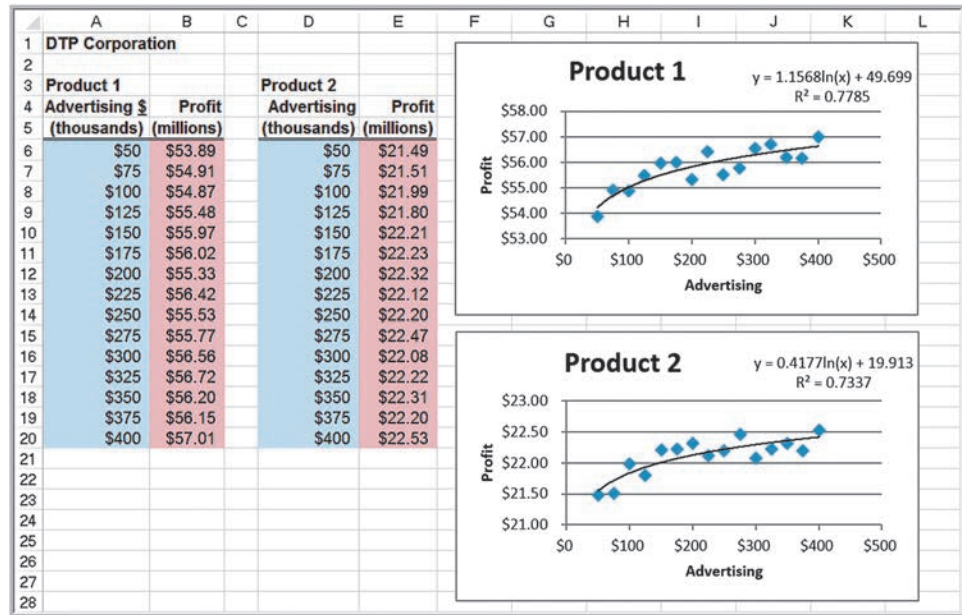 A B C D E F G H I J K L
1 DTP Corporation
2
3 Product 1 Product 2
4 Advertising $ Profit Advertising Profit
5 (thousands) (millions) (thousands) (millions)
6 $50 $53.89 $50 $21.49
7 $75 $54.91 $75 $21.51
8 $100 $54.87 $100 $21.99
9 $125 $55.48 $125 $21.80
10 $150 $55.97 $150 $22.21
11 $175 $56.02 $175 $22.23
12 $200 $55.33 $200 $22.32
13 $225 $56.42 $225 $22.12
14 $250 $55.53 $250 $22.20
15 $275 $55.77 $275 $22.47
16 $300 $56.56 $300 $22.08
17 $325 $56.72 $325 $22.22
18 $350 $56.20 $350 $22.31
19 $375 $56.15 $375 $22.20
20 $400 $57.01 $400 $22.53
21
22
23
24
25
26
27
28
Product 1
y = 1.1568ln(x) + 49.699
R² = 0.7785
$58.00
$57.00
$56.00
$55.00
$54.00
$53.00
Profit
$0 $100 $200 $300 $400 $500
Advertising
Product 2
y = 0.4177ln(x) + 19.913
R² = 0.7337
$23.00
$22.50
$22.00
$21.50
$21.00
Profit
$0 $100 $200 $300 $400 $500
Advertising